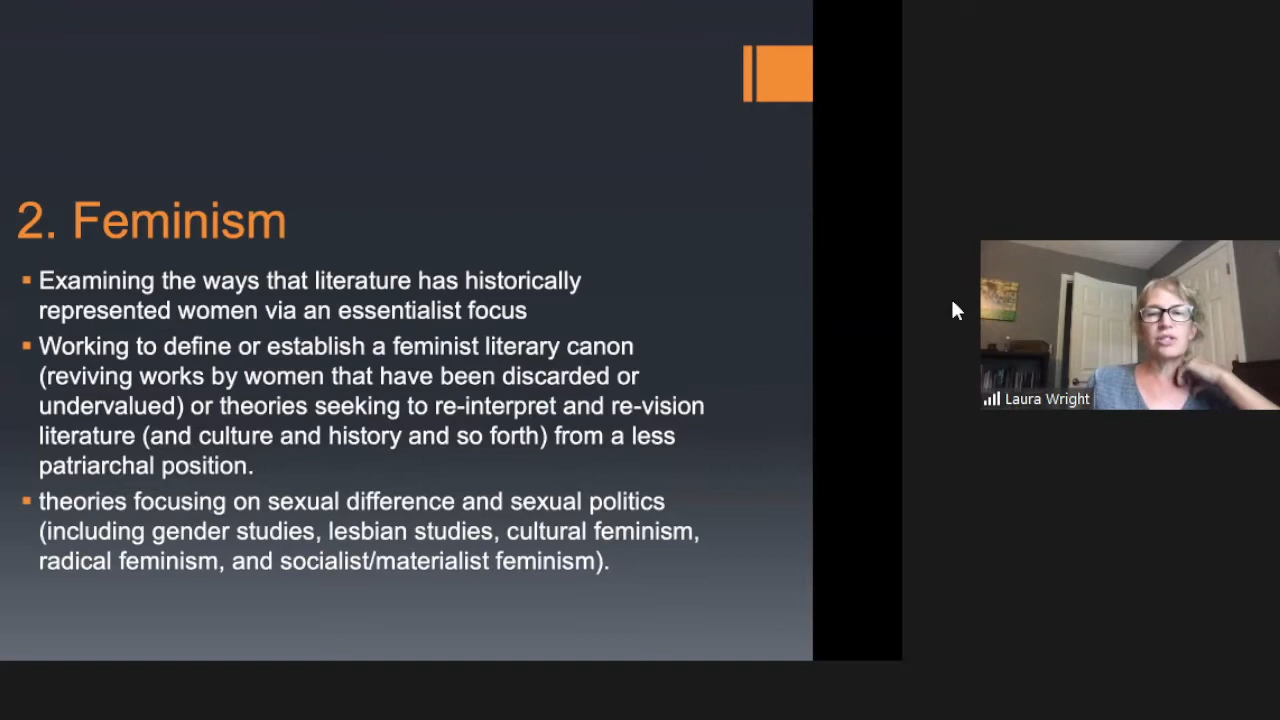 2. Feminism
▪ Examining the ways that literature has historically
represented women via an essentialist focus
▪ Working to define or establish a feminist literary canon
(reviving works by women that have been discarded or
undervalued) or theories seeking to re-interpret and re-vision
literature (and culture and history and so forth) from a less
patriarchal position.
▪ theories focusing on sexual difference and sexual politics
(including gender studies, lesbian studies, cultural feminism,
radical feminism, and socialist/materialist feminism).
Laura Wright